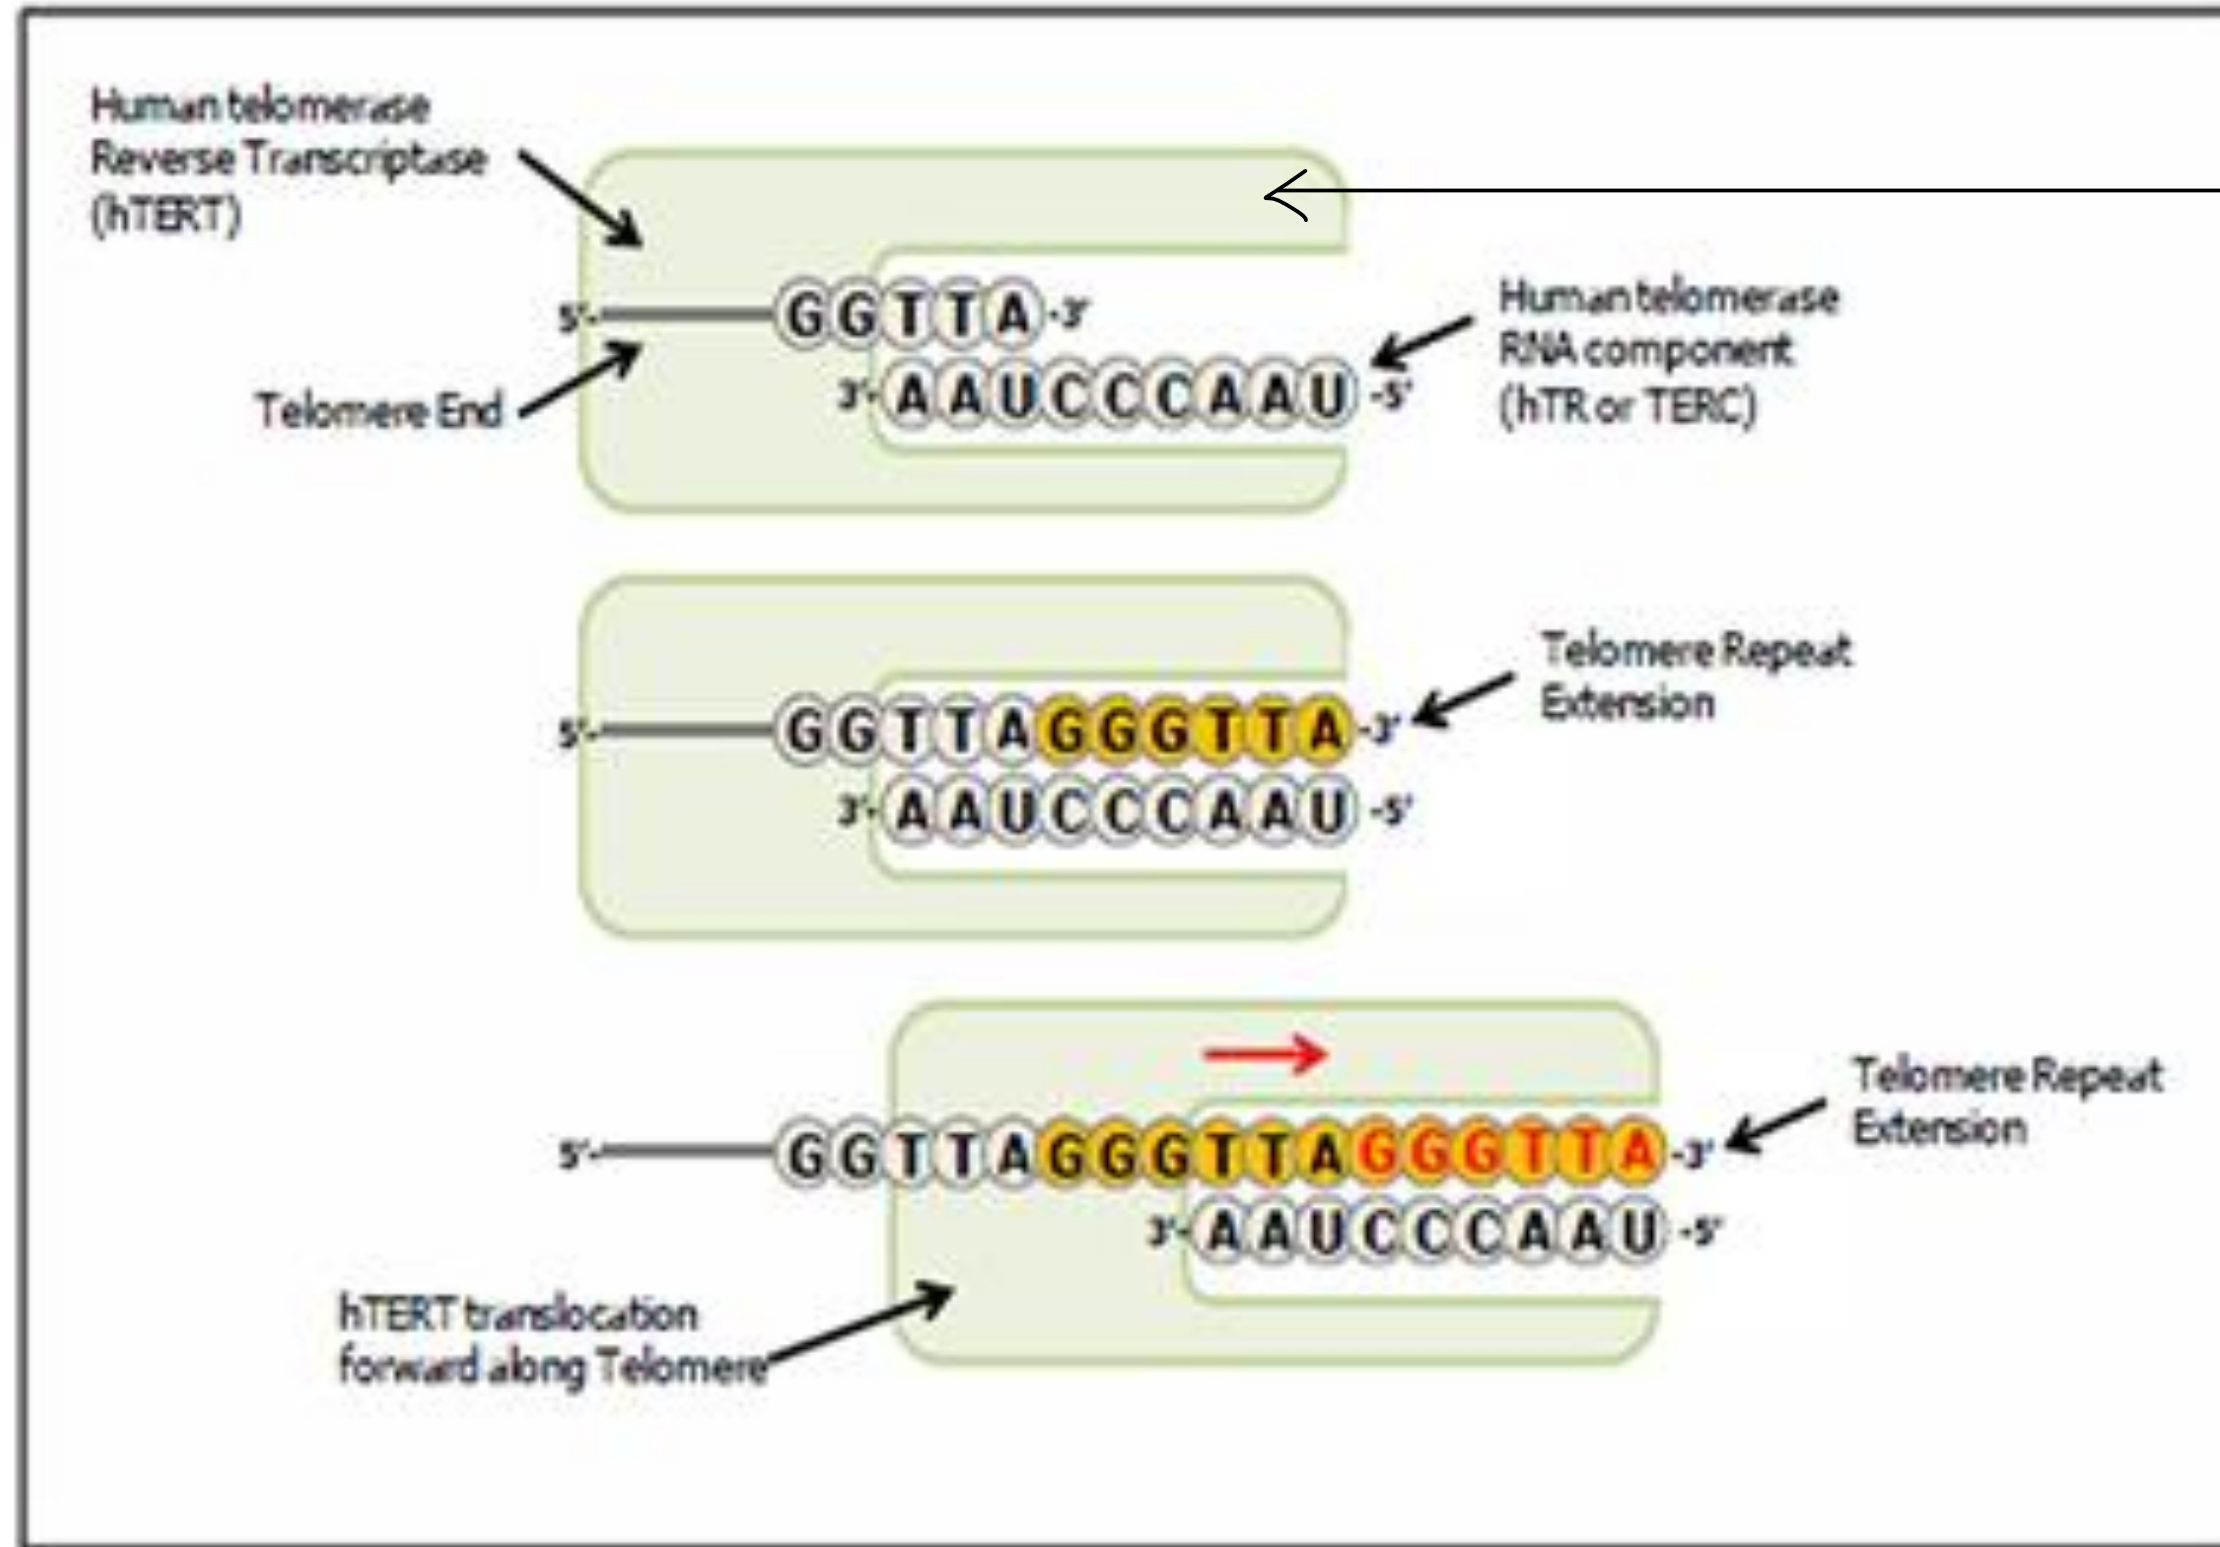 Human telomerase
Reverse Transcriptase
(hTERT)
5'- GGTTA -3'
Telomere End
3'- AAUCCCAAU -5'
Human telomerase
RNA component
(hTR or TERC)
Telomere Repeat
Extension
5'- GGTTAGGGTTA -3'
3'- AAUCCCAAU -5'
Telomere Repeat
Extension
5'- GGTTAGGGTTAGGGTTA -3'
3'- AAUCCCAAU -5'
hTERT translocation
forward along Telomere